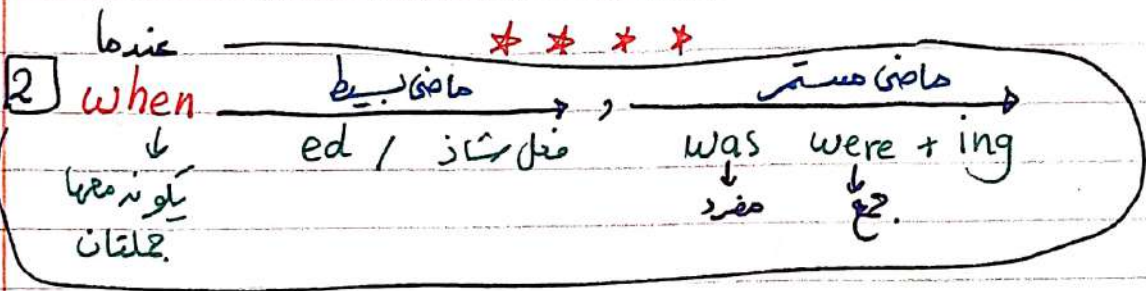 عندما ★ ★ ★ ★
2 when ماضي بسيط , ماضي مستمر
ed / فعل شاذ was were + ing
يكون معها مفرد جمع.
جملتان.